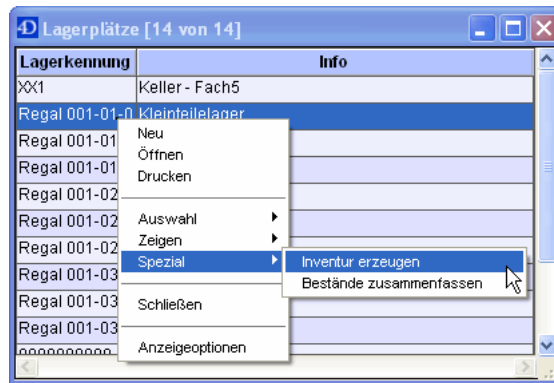 4D Lagerplätze [14 von 14]
Lagerkennung Info
XX1 Keller - Fach5
Regal 001-01-0 Kleinteilelager
Regal 001-01
Regal 001-01
Regal 001-02
Regal 001-02
Regal 001-02
Regal 001-03
Regal 001-03
Regal 001-03
Neu
Öffnen
Drucken
Auswahl
Zeigen
Spezial
Schließen
Anzeigeoptionen
Inventur erzeugen
Bestände zusammenfassen